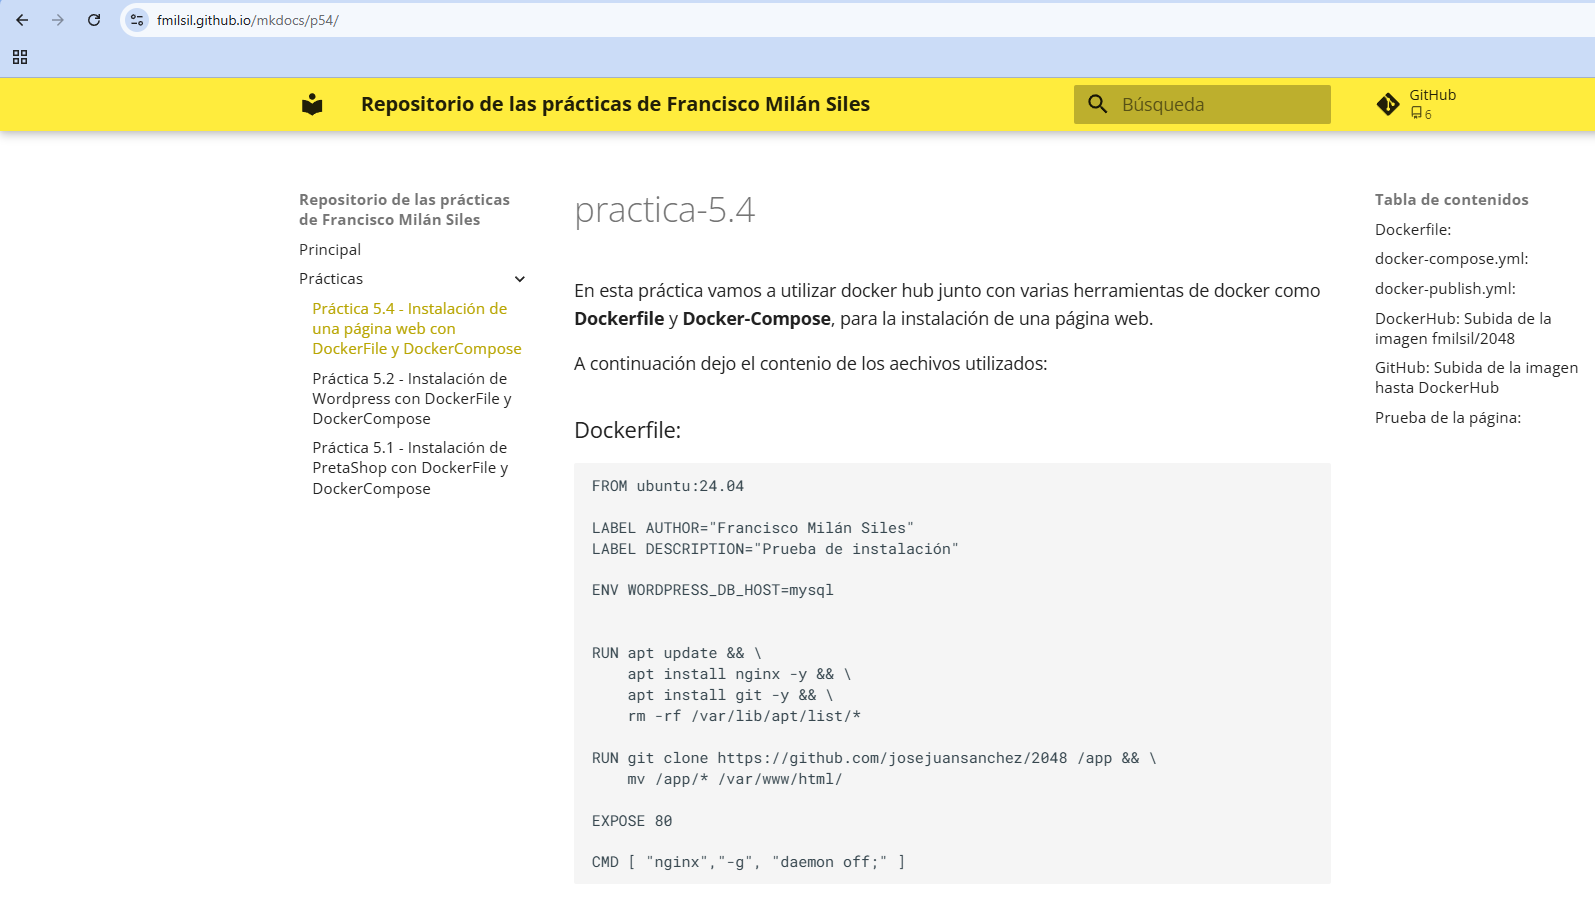 fmilsil.github.io/mkdocs/p54/
Repositorio de las prácticas de Francisco Milán Siles
Búsqueda
GitHub
6
Repositorio de las prácticas
de Francisco Milán Siles
Principal
Prácticas
Práctica 5.4 - Instalación de
una página web con
DockerFile y DockerCompose
Práctica 5.2 - Instalación de
Wordpress con DockerFile y
DockerCompose
Práctica 5.1 - Instalación de
PretaShop con DockerFile y
DockerCompose
practica-5.4
En esta práctica vamos a utilizar docker hub junto con varias herramientas de docker como
Dockerfile y Docker-Compose, para la instalación de una página web.
A continuación dejo el contenio de los aechivos utilizados:
Dockerfile:
FROM ubuntu:24.04
LABEL AUTHOR="Francisco Milán Siles"
LABEL DESCRIPTION="Prueba de instalación"
ENV WORDPRESS_DB_HOST=mysql
RUN apt update && \
apt install nginx -y && \
apt install git -y && \
rm -rf /var/lib/apt/list/*
RUN git clone https://github.com/josejuansanchez/2048 /app && \
mv /app/* /var/www/html/
EXPOSE 80
CMD [ "nginx","-g", "daemon off;" ]
Tabla de contenidos
Dockerfile:
docker-compose.yml:
docker-publish.yml:
DockerHub: Subida de la
imagen fmilsil/2048
GitHub: Subida de la imagen
hasta DockerHub
Prueba de la página: